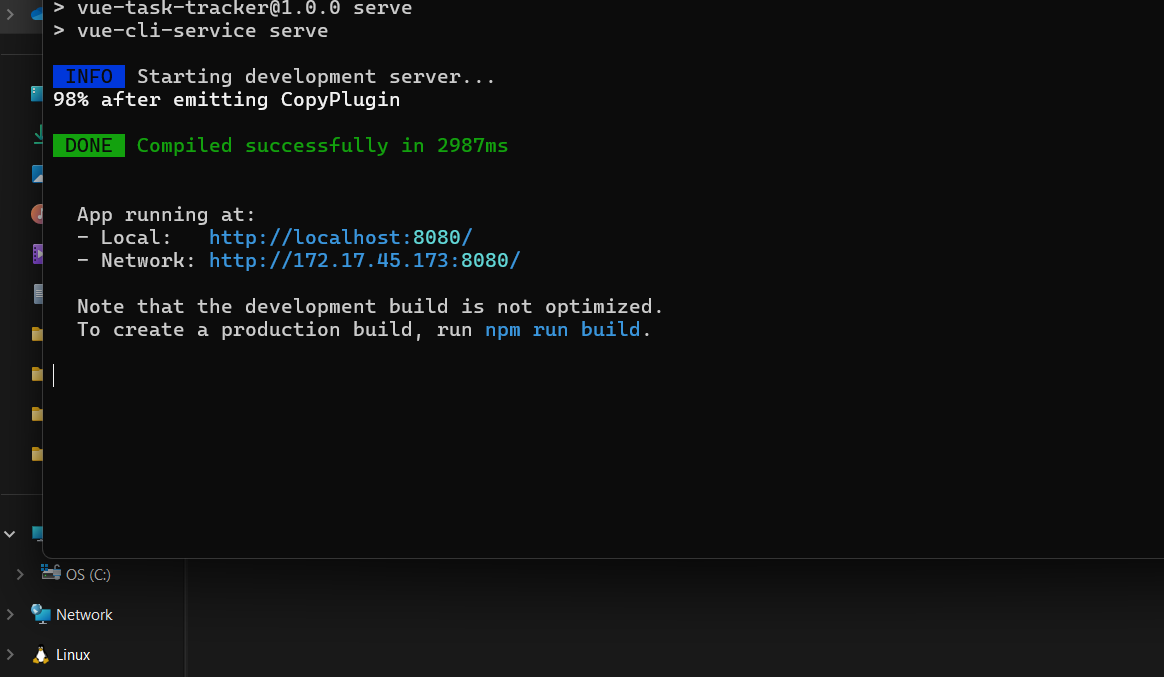 > vue-task-tracker@1.0.0 serve
> vue-cli-service serve
INFO Starting development server...
98% after emitting CopyPlugin
DONE Compiled successfully in 2987ms
App running at:
- Local: http://localhost:8080/
- Network: http://172.17.45.173:8080/
Note that the development build is not optimized.
To create a production build, run npm run build.
OS (C:)
Network
Linux